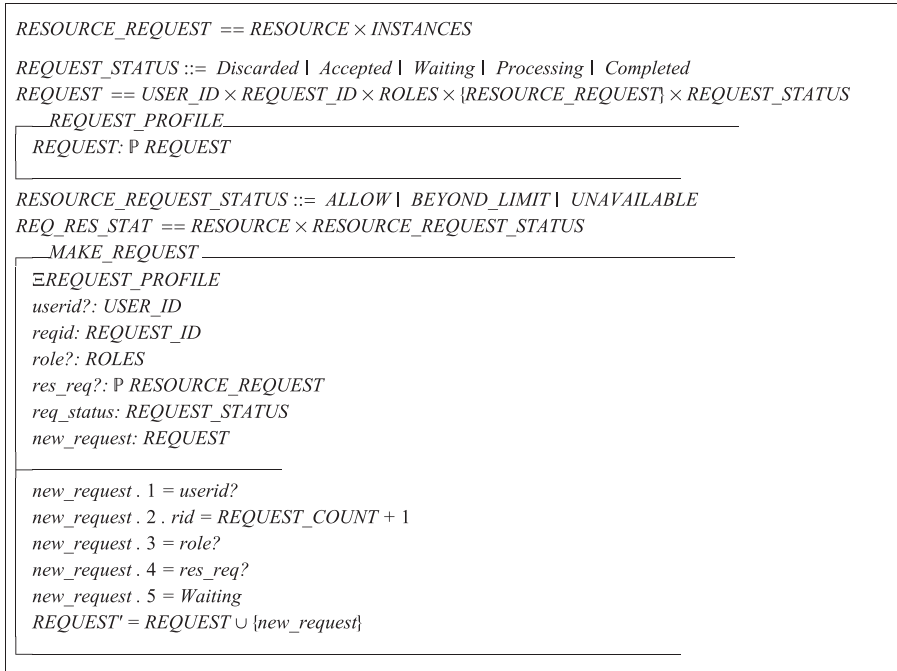 RESOURCE_REQUEST == RESOURCE × INSTANCES
REQUEST_STATUS ::= Discarded | Accepted | Waiting | Processing | Completed
REQUEST == USER_ID × REQUEST_ID × ROLES × {RESOURCE_REQUEST} × REQUEST_STATUS
REQUEST_PROFILE
REQUEST: ℙ REQUEST
RESOURCE_REQUEST_STATUS ::= ALLOW | BEYOND_LIMIT | UNAVAILABLE
REQ_RES_STAT == RESOURCE × RESOURCE_REQUEST_STATUS
MAKE_REQUEST
ΞREQUEST_PROFILE
userid?: USER_ID
reqid: REQUEST_ID
role?: ROLES
res_req?: ℙ RESOURCE_REQUEST
req_status: REQUEST_STATUS
new_request: REQUEST
new_request . 1 = userid?
new_request . 2 . rid = REQUEST_COUNT + 1
new_request . 3 = role?
new_request . 4 = res_req?
new_request . 5 = Waiting
REQUEST′ = REQUEST ∪ {new_request}